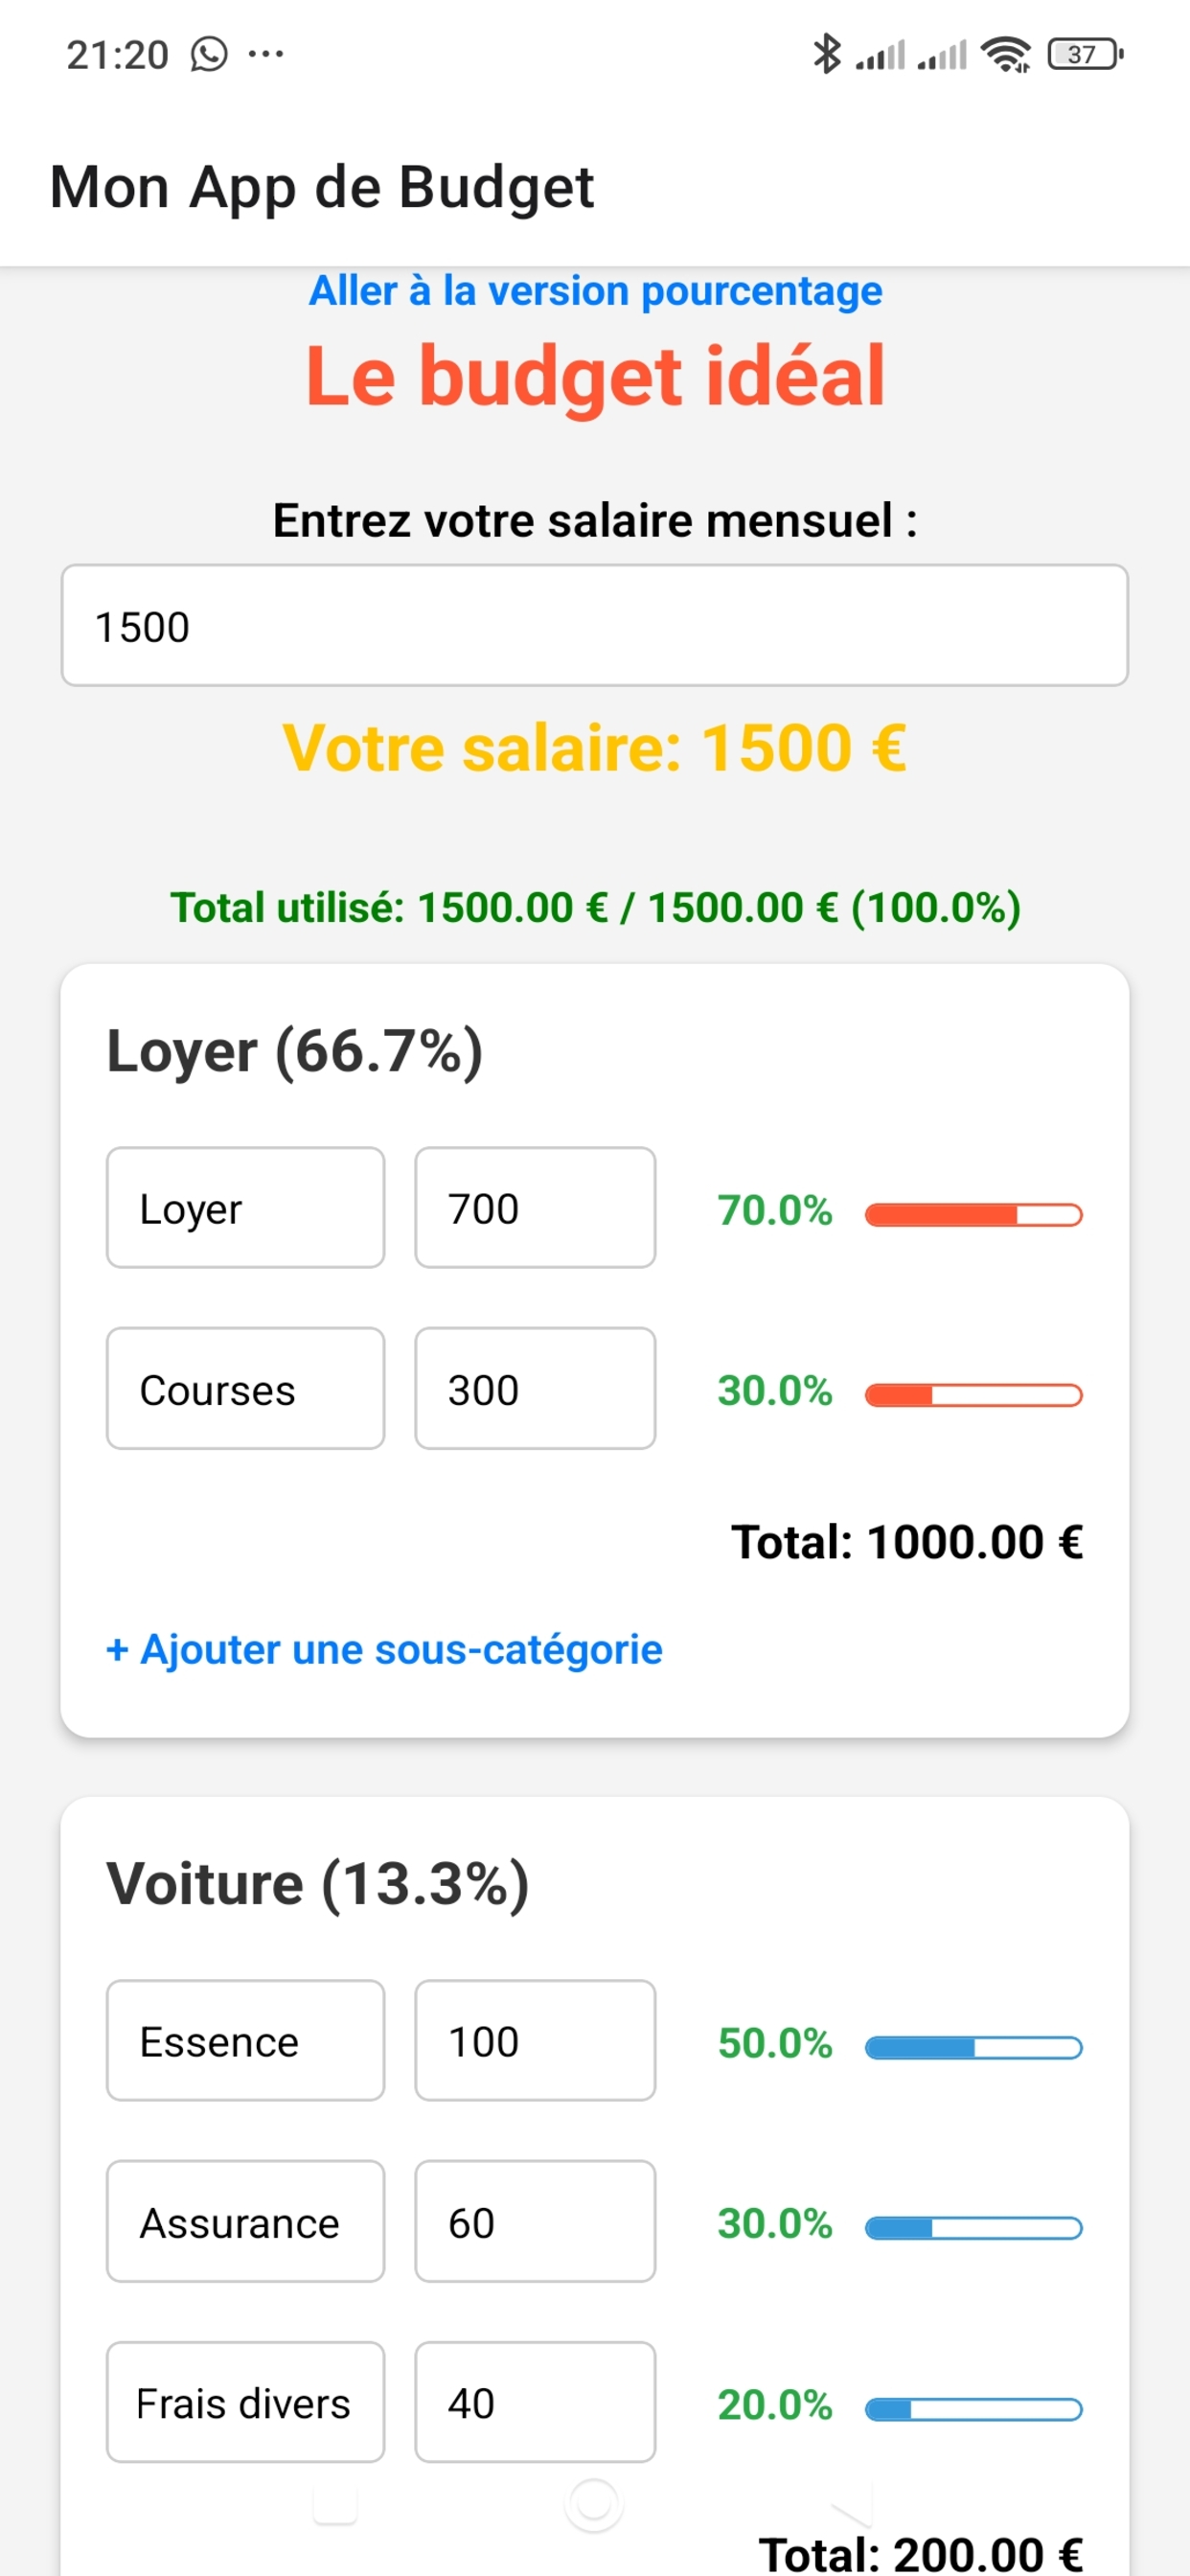 21:20
37
Mon App de Budget
Aller à la version pourcentage
Le budget idéal
Entrez votre salaire mensuel :
1500
Votre salaire: 1500 €
Total utilisé: 1500.00 € / 1500.00 € (100.0%)
Loyer (66.7%)
Loyer 700 70.0%
Courses 300 30.0%
Total: 1000.00 €
+ Ajouter une sous-catégorie
Voiture (13.3%)
Essence 100 50.0%
Assurance 60 30.0%
Frais divers 40 20.0%
Total: 200.00 €